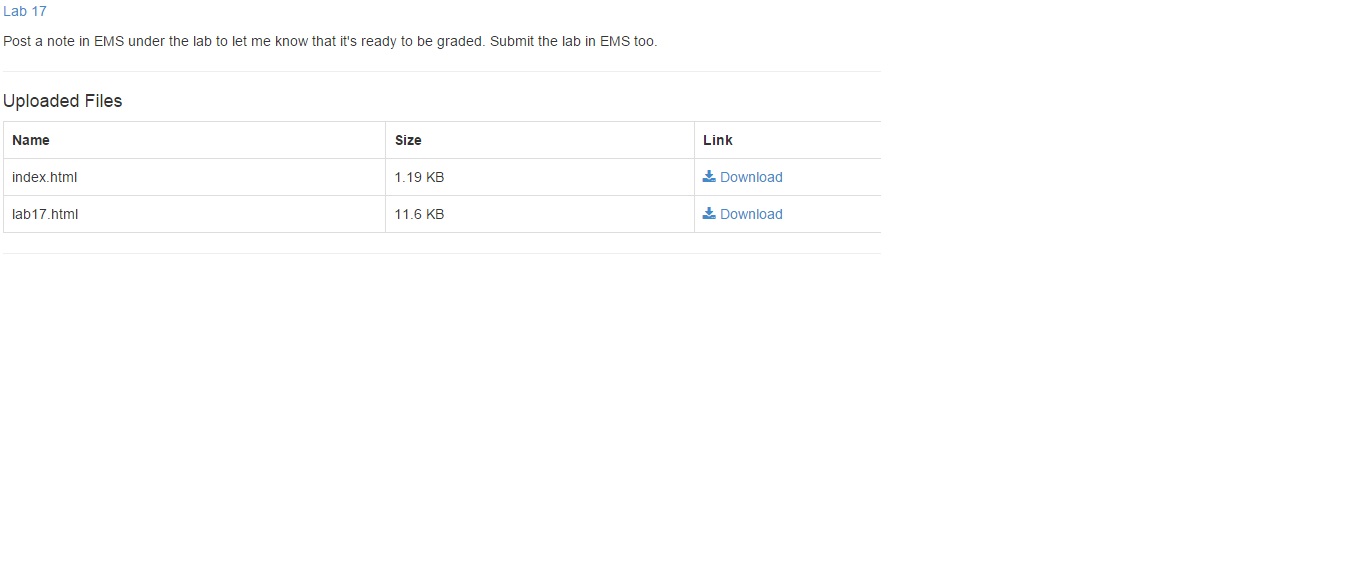 Lab 17
Post a note in EMS under the lab to let me know that it's ready to be graded. Submit the lab in EMS too.
Uploaded Files
Name Size Link
index.html 1.19 KB Download
lab17.html 11.6 KB Download